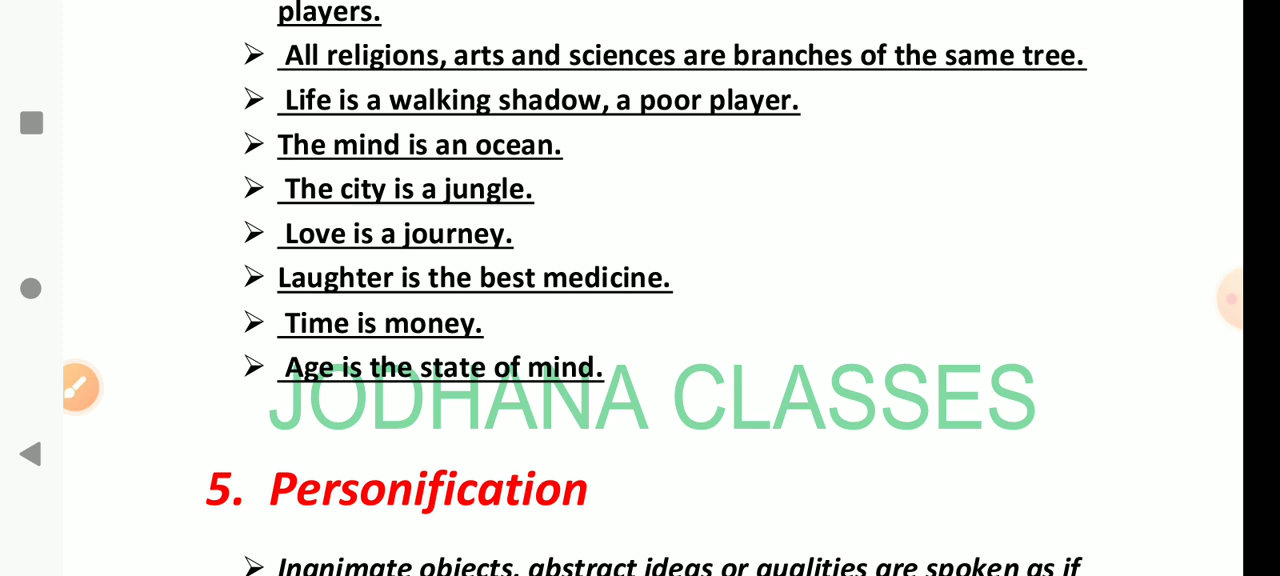 players.
➢ All religions, arts and sciences are branches of the same tree.
➢ Life is a walking shadow, a poor player.
➢ The mind is an ocean.
➢ The city is a jungle.
➢ Love is a journey.
➢ Laughter is the best medicine.
➢ Time is money.
➢ Age is the state of mind.
JODHANA CLASSES
5. Personification
➢ Inanimate objects, abstract ideas or qualities are spoken as if